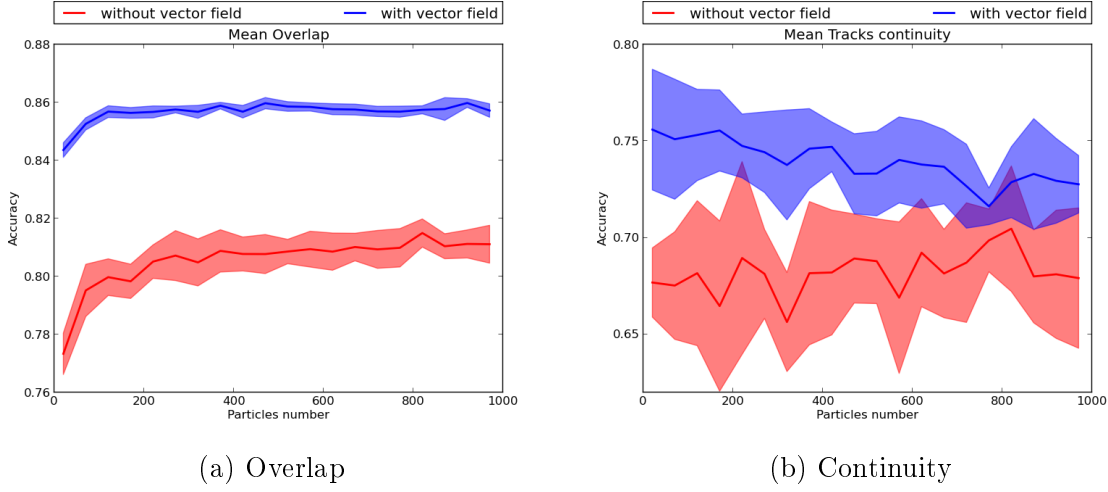 without vector field with vector field
Mean Overlap
0.88
0.86
0.84
0.82
0.80
0.78
0.76
Accuracy
0 200 400 600 800 1000
Particles number
(a) Overlap
without vector field with vector field
Mean Tracks continuity
0.80
0.75
0.70
0.65
Accuracy
0 200 400 600 800 1000
Particles number
(b) Continuity